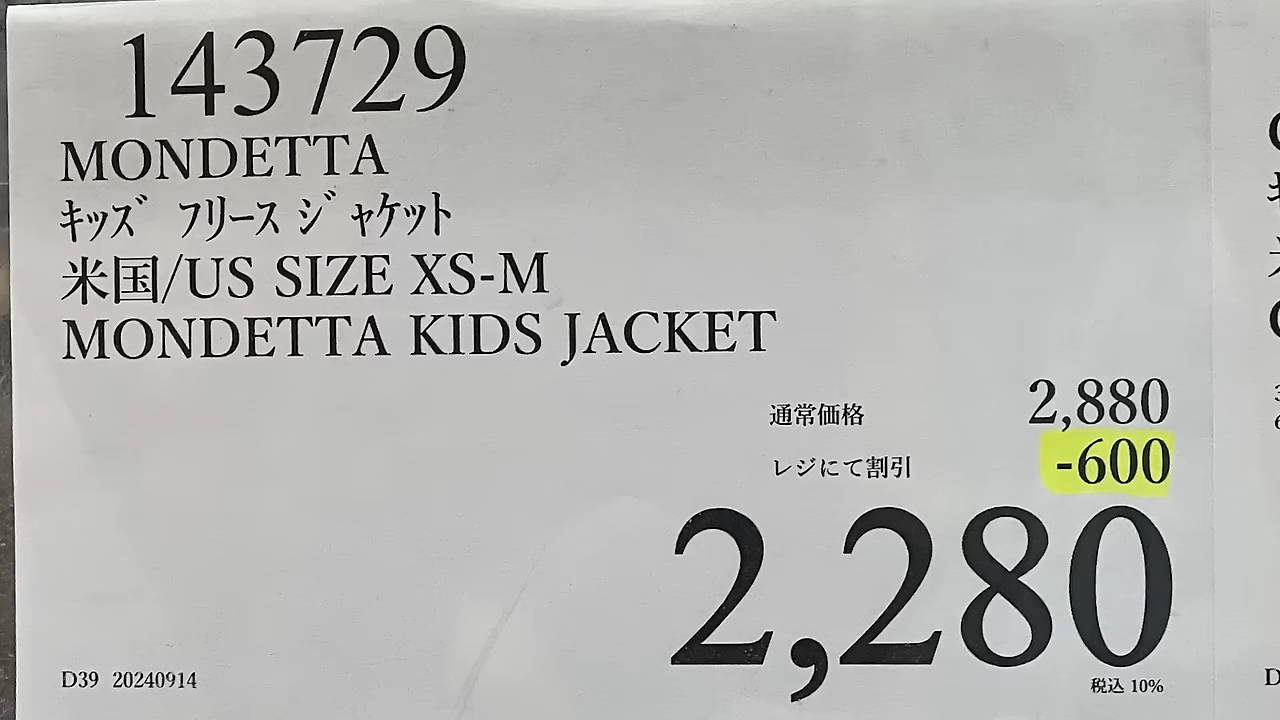 143729
MONDETTA
ｷｯｽﾞ ﾌﾘｰｽ ｼﾞｬｹｯﾄ
米国/US SIZE XS-M
MONDETTA KIDS JACKET
通常価格 2,880
レジにて割引 -600
2,280
税込 10%
D39 20240914